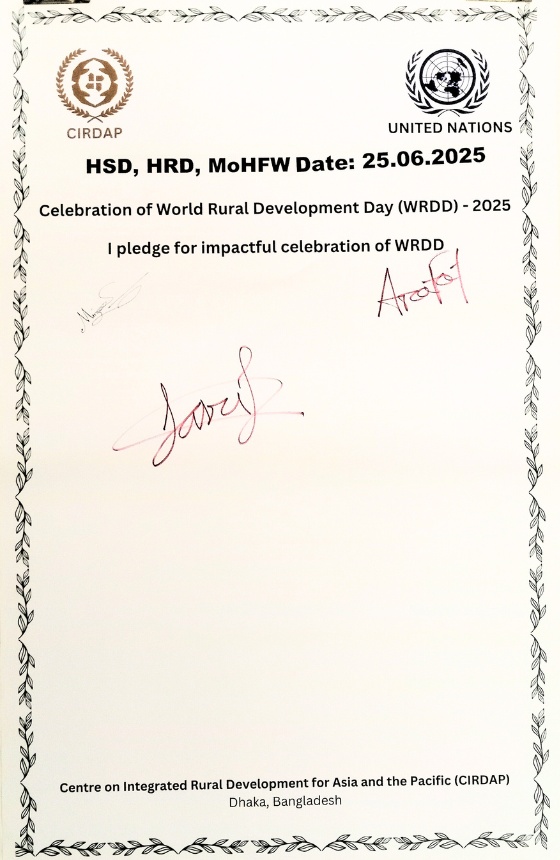 CIRDAP
UNITED NATIONS
HSD, HRD, MoHFW Date: 25.06.2025
Celebration of World Rural Development Day (WRDD) - 2025
I pledge for impactful celebration of WRDD
Centre on Integrated Rural Development for Asia and the Pacific (CIRDAP)
Dhaka, Bangladesh